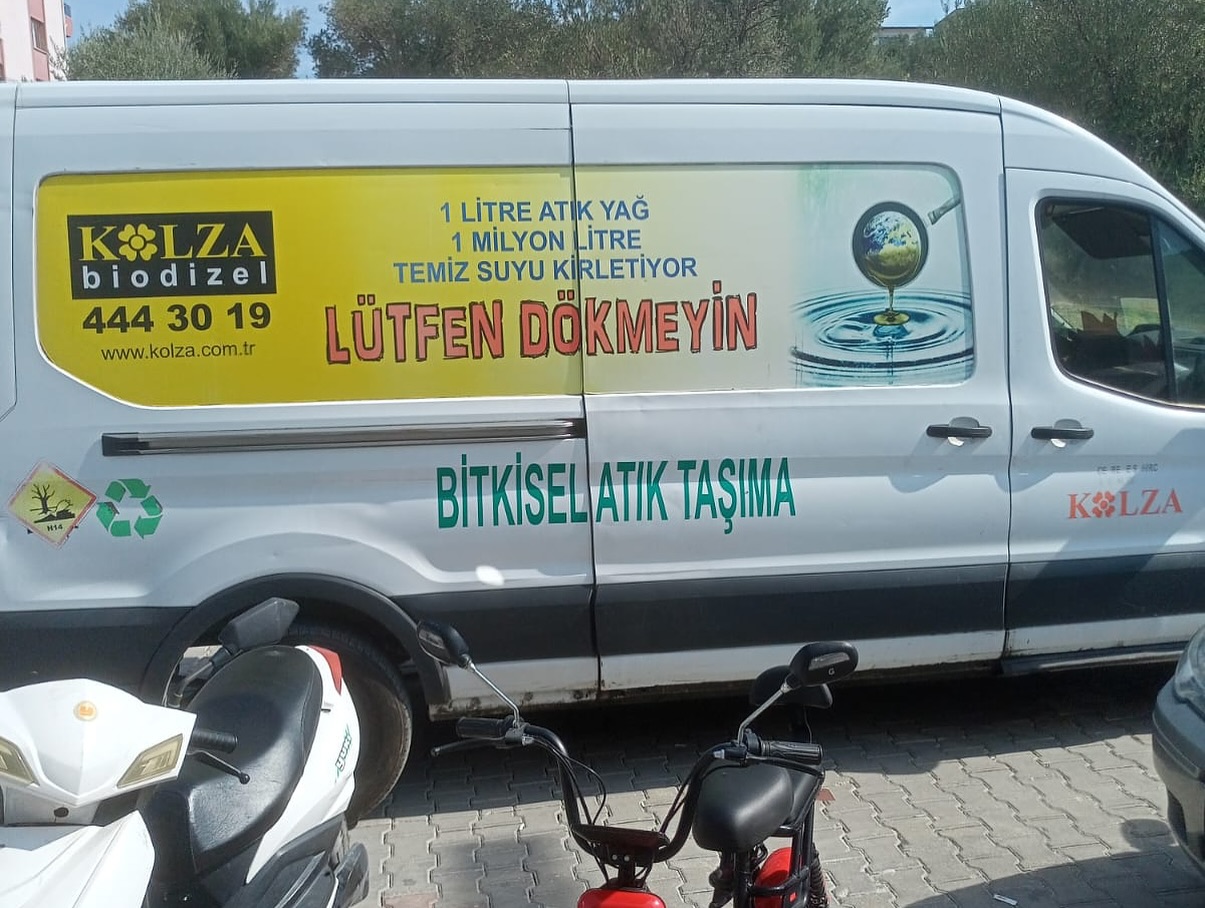 KOLZA
biodizel
444 30 19
www.kolza.com.tr
1 LİTRE ATIK YAĞ
1 MİLYON LİTRE
TEMİZ SUYU KİRLETİYOR
LÜTFEN DÖKMEYİN
BİTKİSEL ATIK TAŞIMA
H14
KOLZA